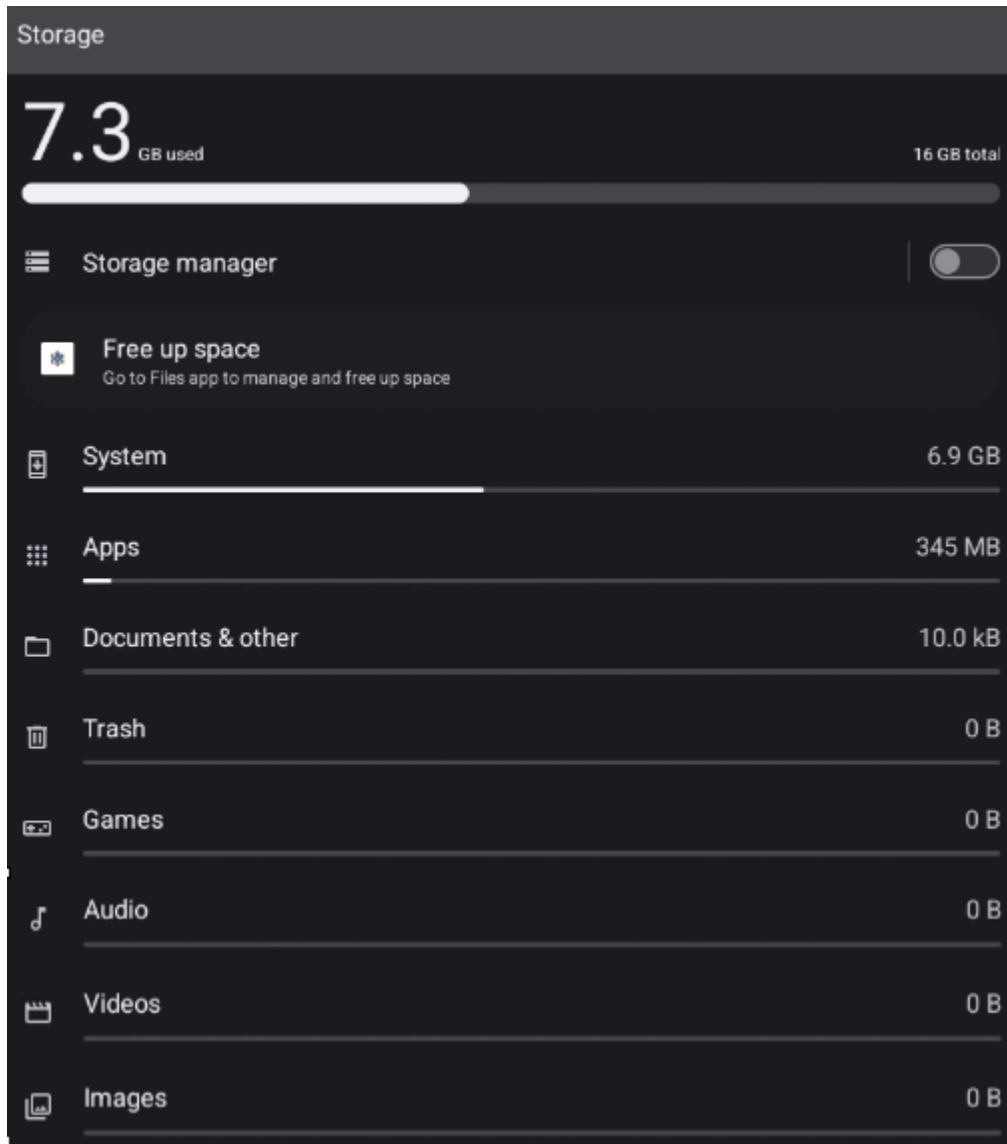 Storage
7.3 GB used
16 GB total
Storage manager
Free up space
Go to Files app to manage and free up space
System 6.9 GB
Apps 345 MB
Documents & other 10.0 kB
Trash 0 B
Games 0 B
Audio 0 B
Videos 0 B
Images 0 B